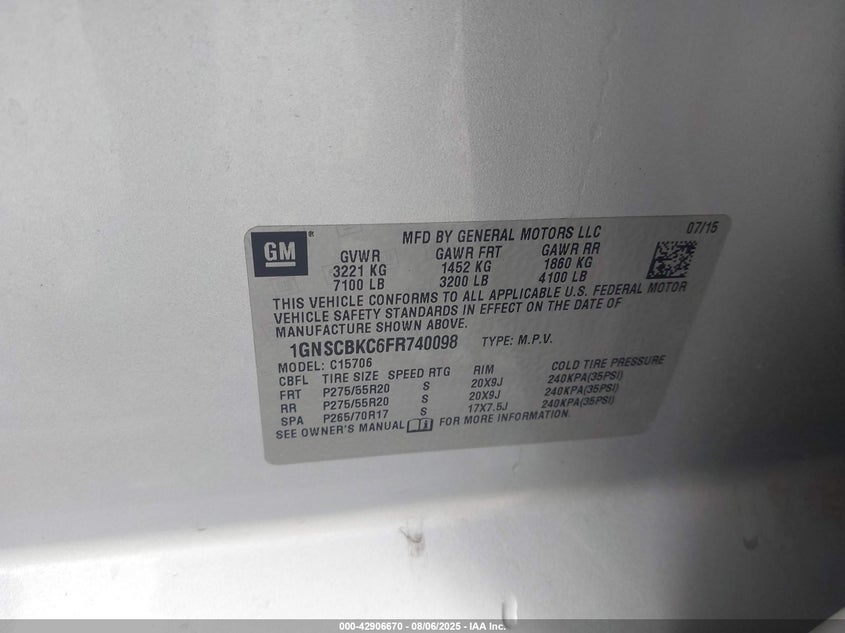 GM®
MFD BY GENERAL MOTORS LLC
07/15
GVWR GAWR FRT GAWR RR
3221 KG 1452 KG 1860 KG
7100 LB 3200 LB 4100 LB
THIS VEHICLE CONFORMS TO ALL APPLICABLE U.S. FEDERAL MOTOR
VEHICLE SAFETY STANDARDS IN EFFECT ON THE DATE OF
MANUFACTURE SHOWN ABOVE.
1GNSCBKC6FR740098 TYPE: M.P.V.
MODEL: C15706
CBFL TIRE SIZE SPEED RTG RIM COLD TIRE PRESSURE
FRT P275/55R20 S 20X9J 240KPA(35PSI)
RR P275/55R20 S 20X9J 240KPA(35PSI)
SPA P265/70R17 S 17X7.5J 240KPA(35PSI)
SEE OWNER'S MANUAL FOR MORE INFORMATION.
000-42906670 - 08/06/2025 - IAA Inc.